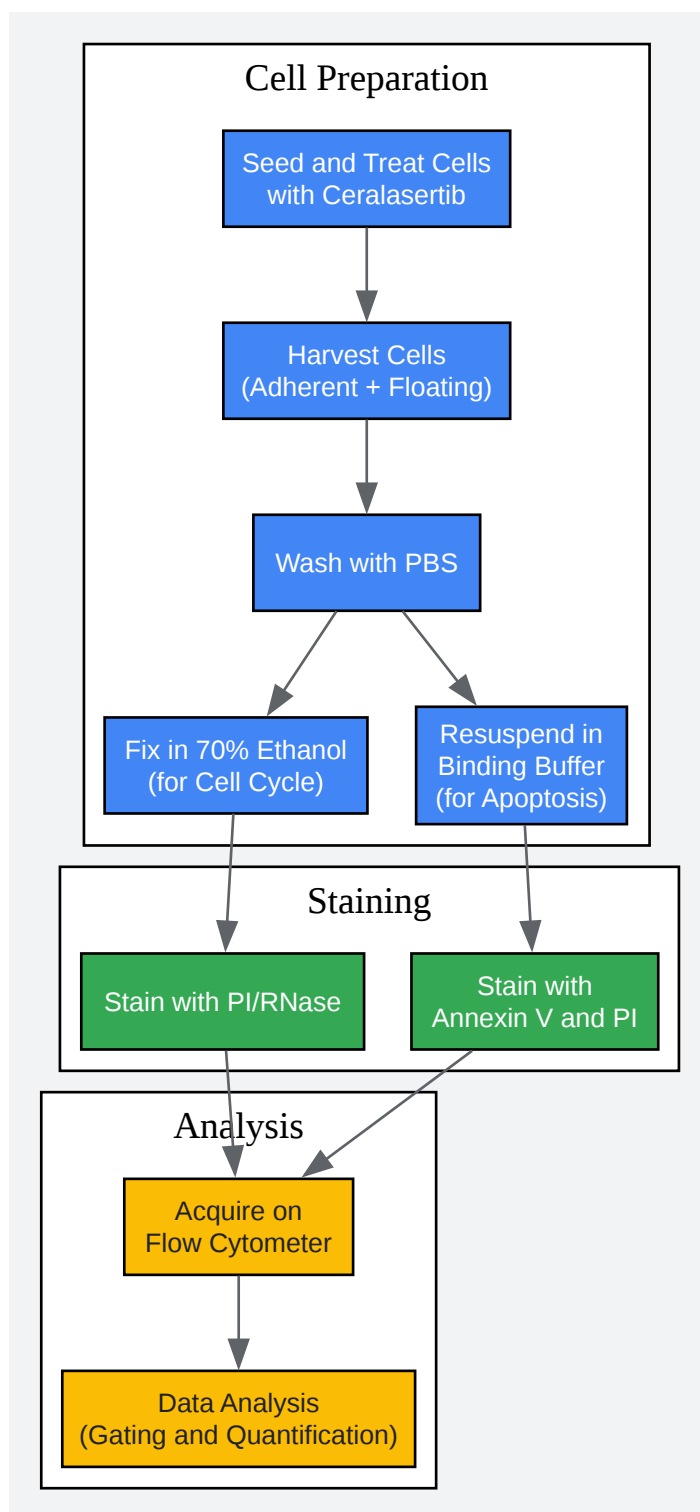 Cell Preparation
Seed and Treat Cells
with Ceralasertib
Harvest Cells
(Adherent + Floating)
Wash with PBS
Fix in 70% Ethanol
(for Cell Cycle)
Resuspend in
Binding Buffer
(for Apoptosis)
Staining
Stain with PI/RNase
Stain with
Annexin V and PI
Analysis
Acquire on
Flow Cytometer
Data Analysis
(Gating and Quantification)